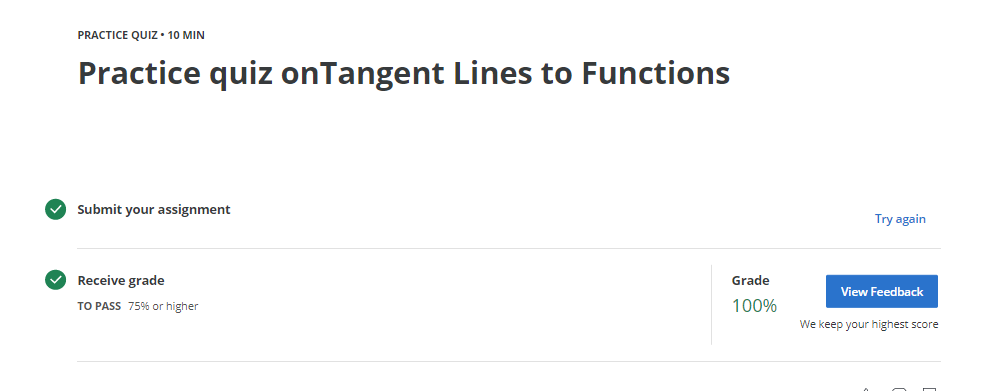 PRACTICE QUIZ • 10 MIN
Practice quiz onTangent Lines to Functions
Submit your assignment
Try again
Receive grade
TO PASS 75% or higher
Grade
100%
View Feedback
We keep your highest score